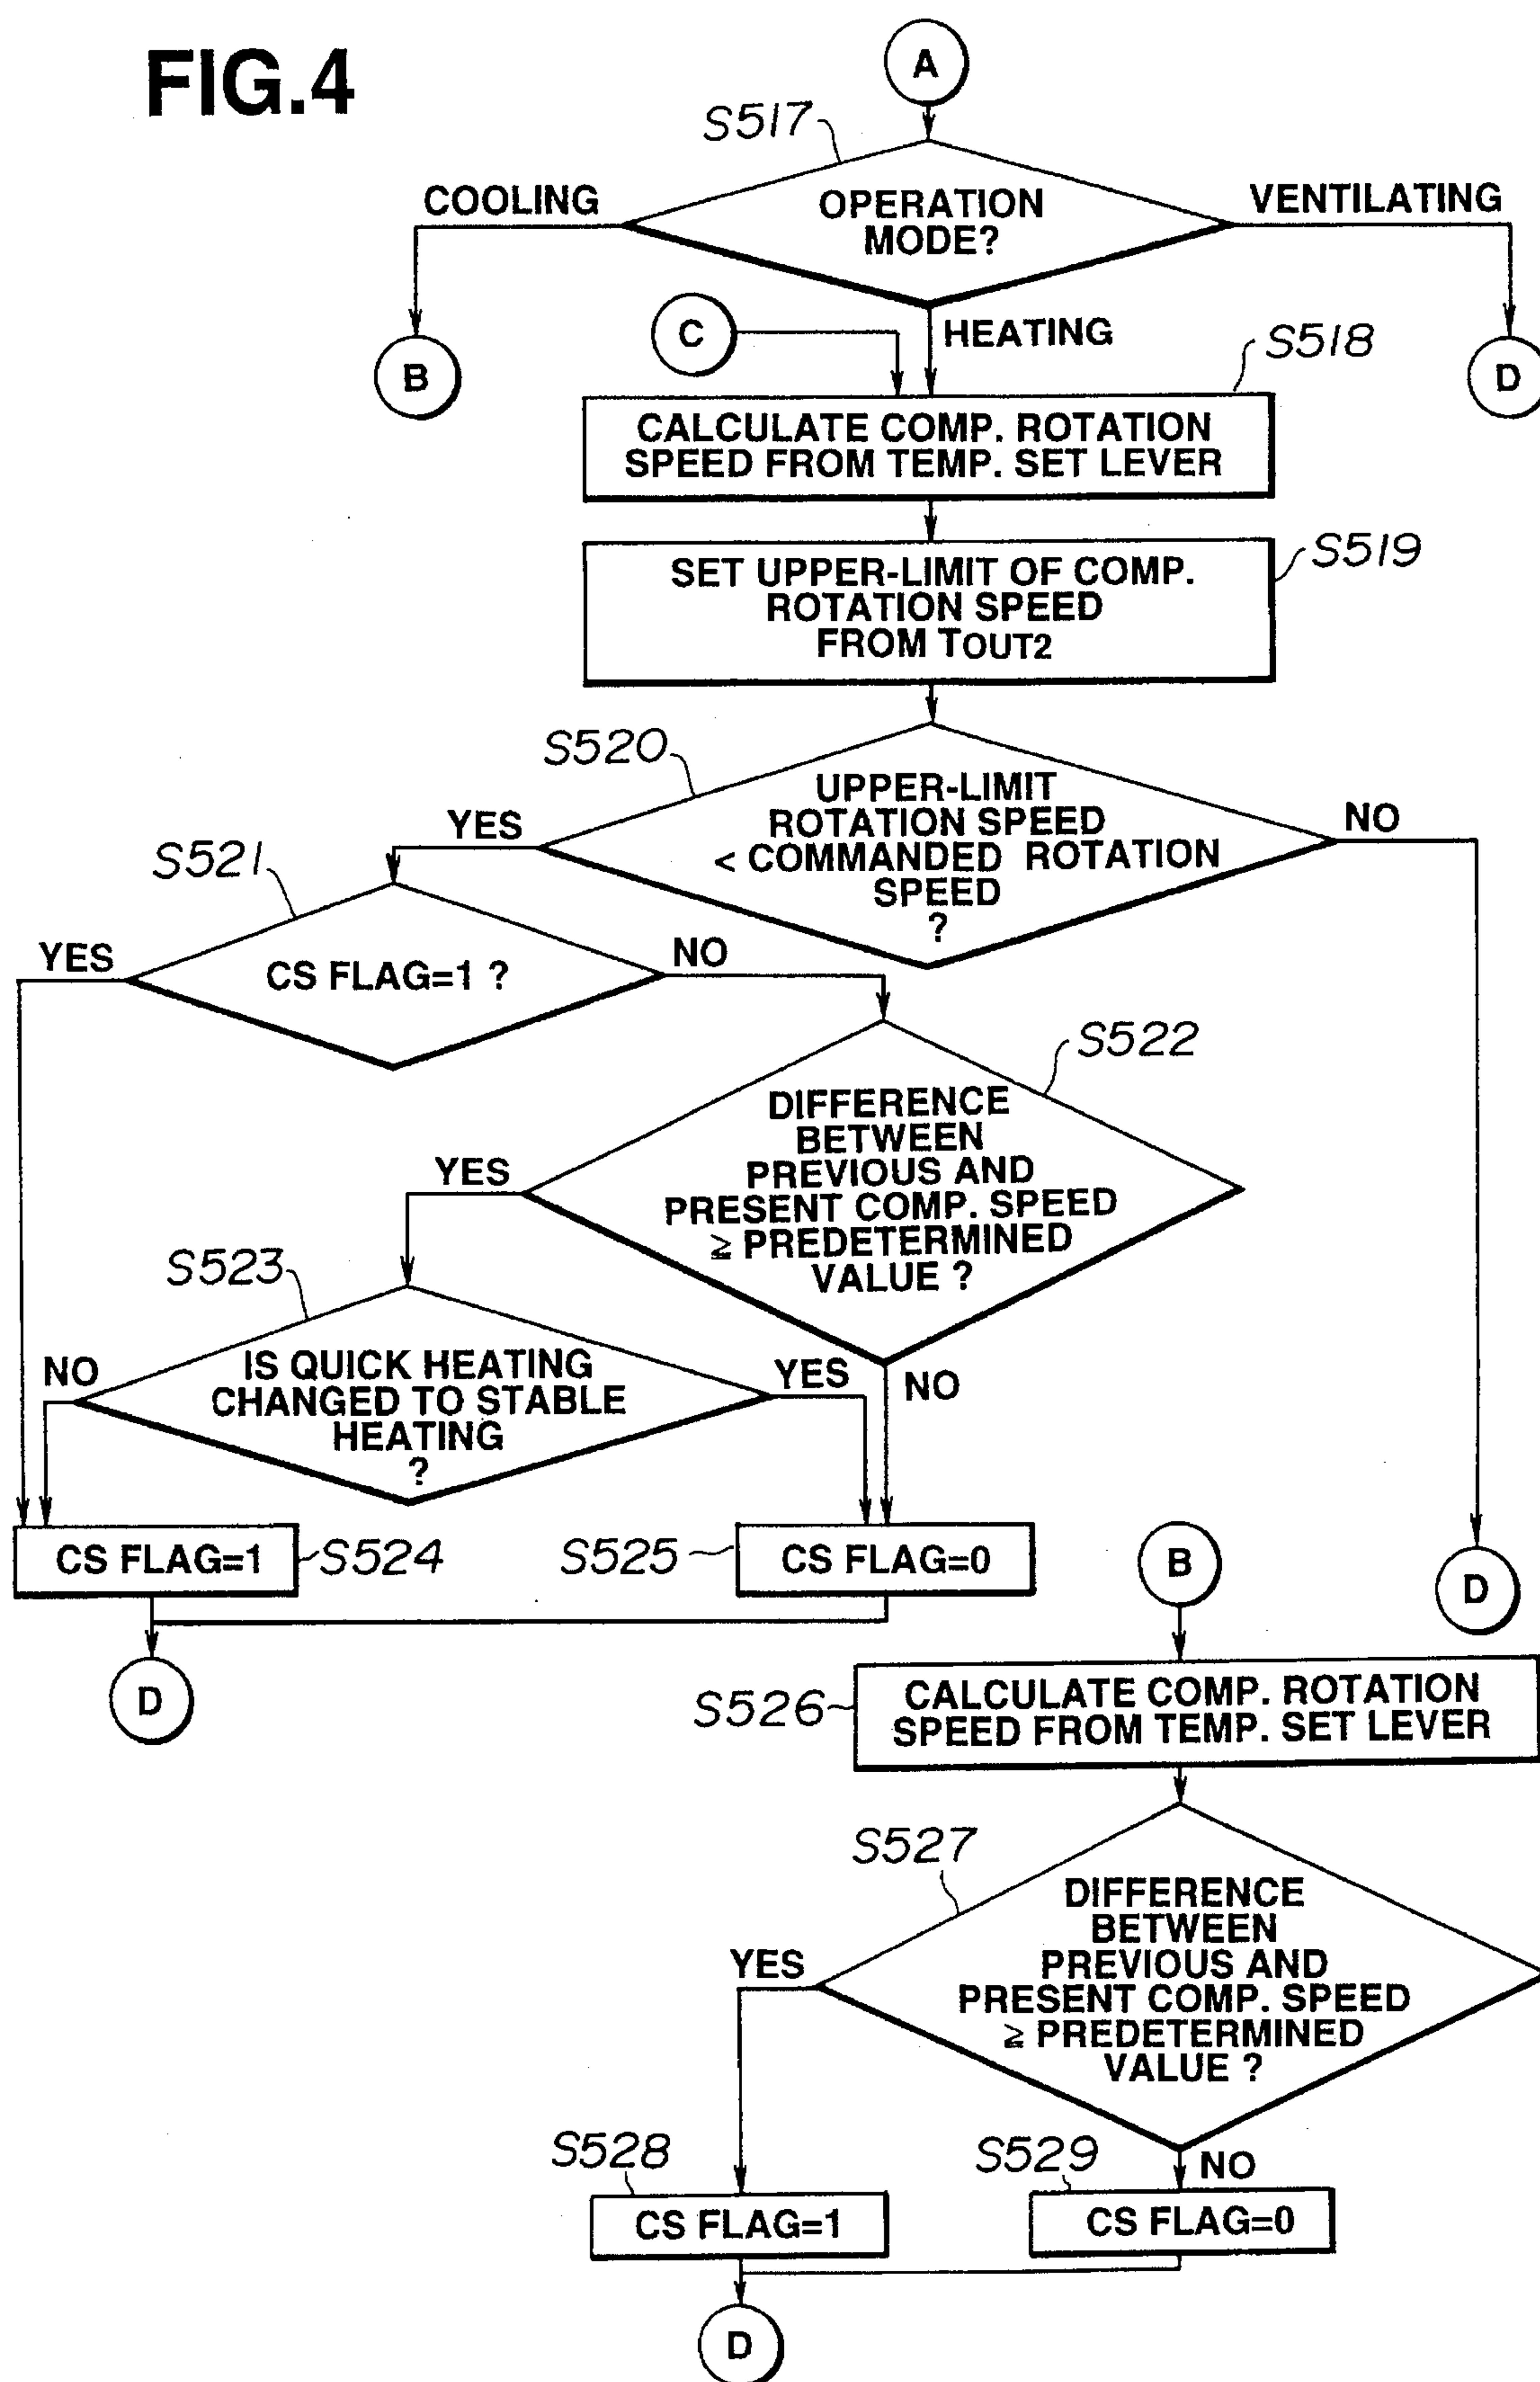 FIG.4
A
S517
COOLING
OPERATION
MODE?
VENTILATING
B
C
HEATING
D
S518
CALCULATE COMP. ROTATION
SPEED FROM TEMP. SET LEVER
S519
SET UPPER-LIMIT OF COMP.
ROTATION SPEED
FROM TOUT2
S520
UPPER-LIMIT
ROTATION SPEED
< COMMANDED ROTATION
SPEED
?
YES
NO
S521
YES
CS FLAG=1 ?
NO
S522
DIFFERENCE
BETWEEN
PREVIOUS AND
PRESENT COMP. SPEED
≧ PREDETERMINED
VALUE ?
YES
NO
S523
NO
IS QUICK HEATING
CHANGED TO STABLE
HEATING
?
YES
CS FLAG=1
S524
S525
CS FLAG=0
B
D
D
S526
CALCULATE COMP. ROTATION
SPEED FROM TEMP. SET LEVER
S527
DIFFERENCE
BETWEEN
PREVIOUS AND
PRESENT COMP. SPEED
≧ PREDETERMINED
VALUE ?
YES
NO
S528
CS FLAG=1
S529
CS FLAG=0
D